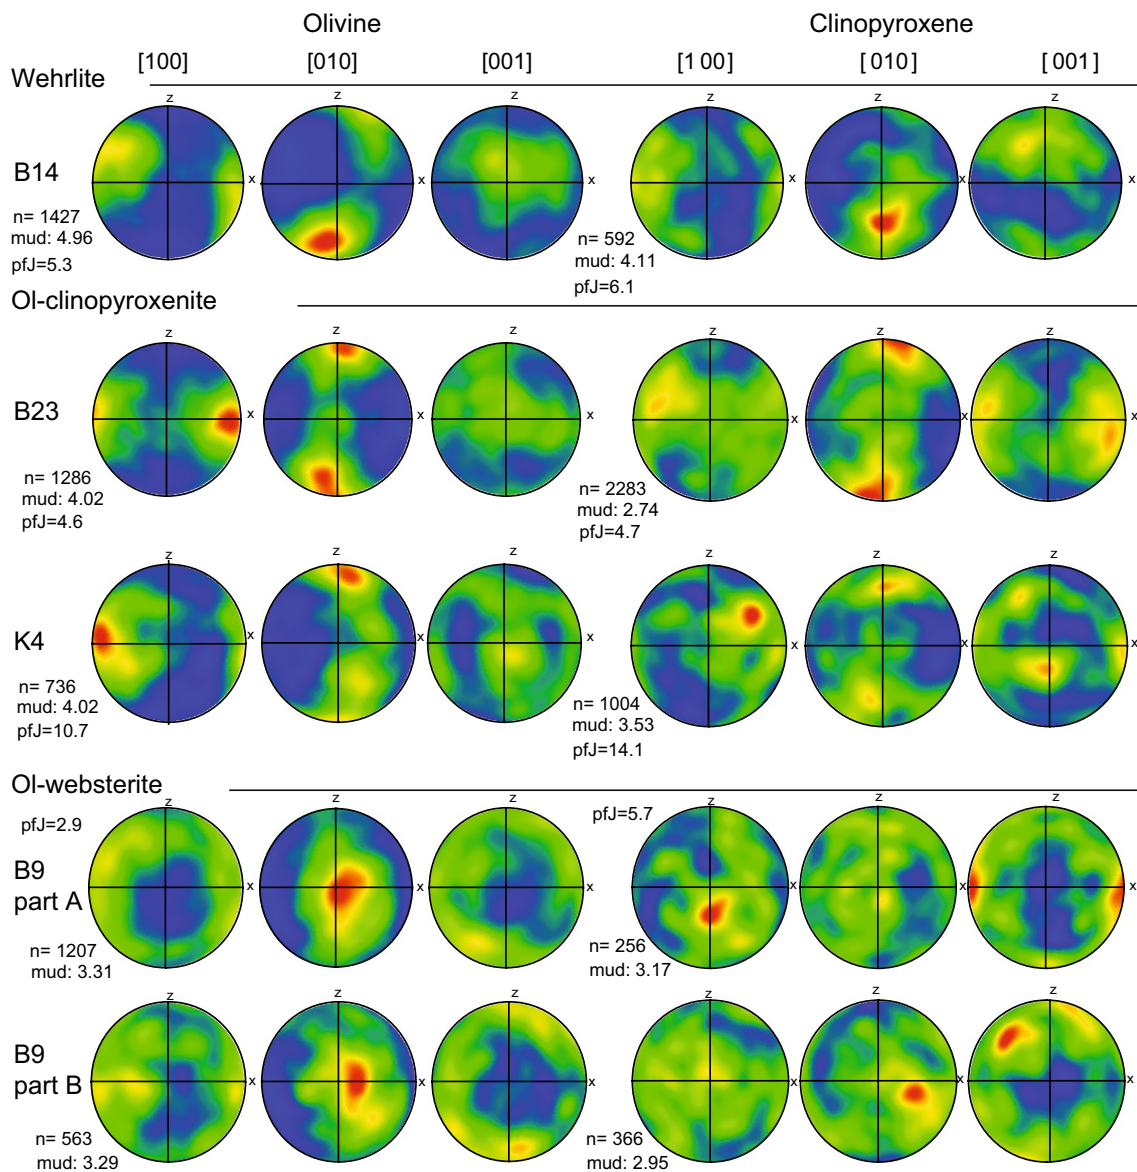 Olivine Clinopyroxene
[100] [010] [001] [100] [010] [001]
Wehrlite
z z z z z z
B14
x x x x x x
n= 1427
mud: 4.96
pfJ=5.3
n= 592
mud: 4.11
pfJ=6.1
Ol-clinopyroxenite
z z z z z z
B23
x x x x x x
n= 1286
mud: 4.02
pfJ=4.6
n= 2283
mud: 2.74
pfJ=4.7
z z z z z z
K4
x x x x x x
n= 736
mud: 4.02
pfJ=10.7
n= 1004
mud: 3.53
pfJ=14.1
Ol-websterite
z z z z z z
pfJ=2.9
pfJ=5.7
B9
part A
x x x x x x
n= 1207
mud: 3.31
n= 256
mud: 3.17
z z z z z z
B9
part B
x x x x x x
n= 563
mud: 3.29
n= 366
mud: 2.95